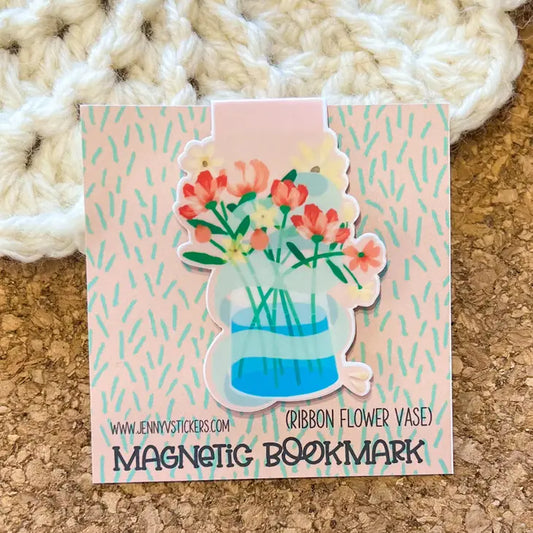 (RIBBON FLOWER VASE)
WWW.JENNYVSTICKERS.COM
MAGNETIC BOOKMARK